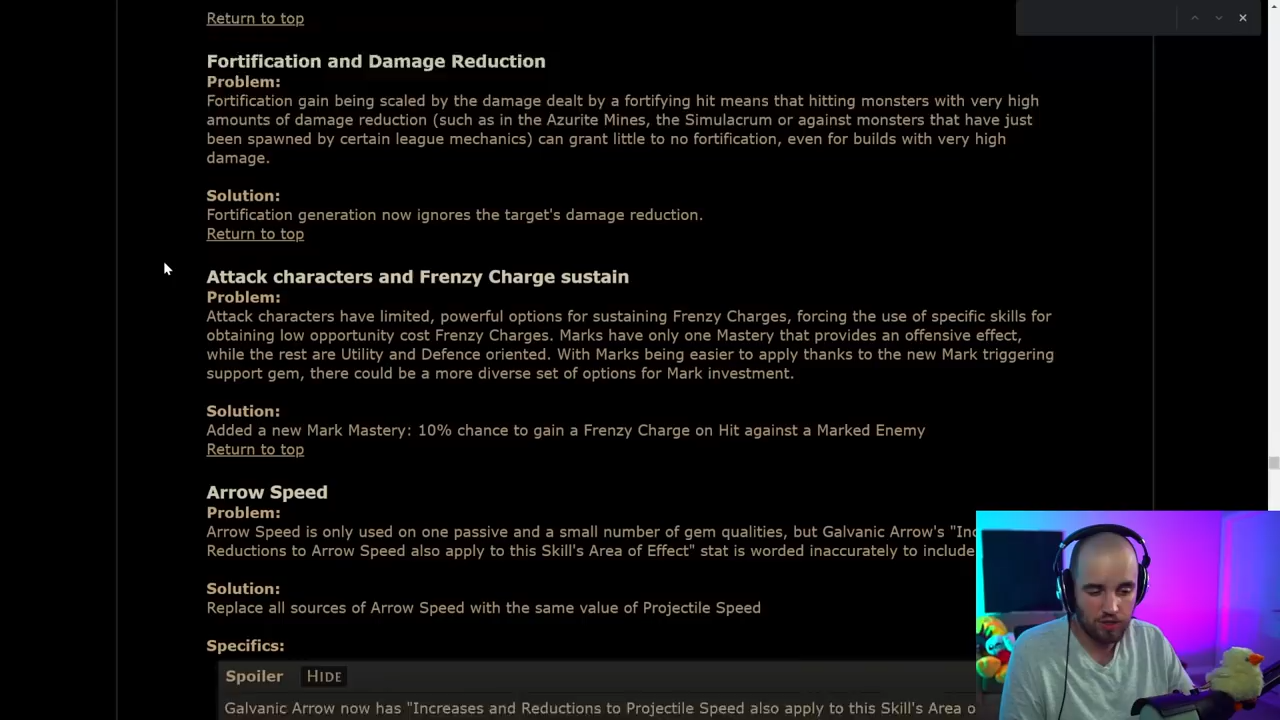 Return to top
Fortification and Damage Reduction
Problem:
Fortification gain being scaled by the damage dealt by a fortifying hit means that hitting monsters with very high
amounts of damage reduction (such as in the Azurite Mines, the Simulacrum or against monsters that have just
been spawned by certain league mechanics) can grant little to no fortification, even for builds with very high
damage.
Solution:
Fortification generation now ignores the target's damage reduction.
Return to top
Attack characters and Frenzy Charge sustain
Problem:
Attack characters have limited, powerful options for sustaining Frenzy Charges, forcing the use of specific skills for
obtaining low opportunity cost Frenzy Charges. Marks have only one Mastery that provides an offensive effect,
while the rest are Utility and Defence oriented. With Marks being easier to apply thanks to the new Mark triggering
support gem, there could be a more diverse set of options for Mark investment.
Solution:
Added a new Mark Mastery: 10% chance to gain a Frenzy Charge on Hit against a Marked Enemy
Return to top
Arrow Speed
Problem:
Arrow Speed is only used on one passive and a small number of gem qualities, but Galvanic Arrow's
Reductions to Arrow Speed also apply to this Skill's Area of Effect" stat is worded inaccurately to include
Solution:
Replace all sources of Arrow Speed with the same value of Projectile Speed
Specifics:
Spoiler HIDE
Galvanic Arrow now has "Increases and Reductions to Projectile Speed also apply to this Skill's Area